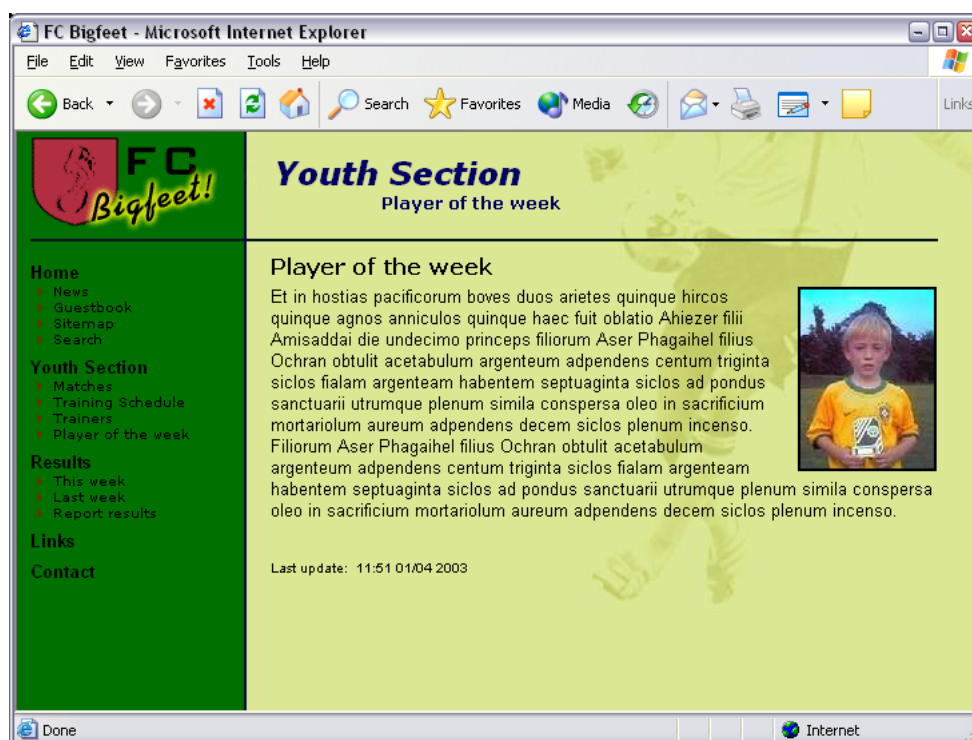 FC Bigfeet - Microsoft Internet Explorer
File Edit View Favorites Tools Help
Back Search Favorites Media Links
FC
Bigfeet!
Youth Section
Player of the week
Home
News
Guestbook
Sitemap
Search
Youth Section
Matches
Training Schedule
Trainers
Player of the week
Results
This week
Last week
Report results
Links
Contact
Player of the week
Et in hostias pacificorum boves duos arietes quinque hircos
quinque agnos anniculos quinque haec fuit oblatio Ahiezer filii
Amisaddai die undecimo princeps filiorum Aser Phagaihel filius
Ochran obtulit acetabulum argenteum adpendens centum triginta
siclos fialam argenteam habentem septuaginta siclos ad pondus
sanctuarii utrumque plenum simila conspersa oleo in sacrificium
mortariolum aureum adpendens decem siclos plenum incenso.
Filiorum Aser Phagaihel filius Ochran obtulit acetabulum
argenteum adpendens centum triginta siclos fialam argenteam
habentem septuaginta siclos ad pondus sanctuarii utrumque plenum simila conspersa
oleo in sacrificium mortariolum aureum adpendens decem siclos plenum incenso.
Last update: 11:51 01/04 2003
Done Internet